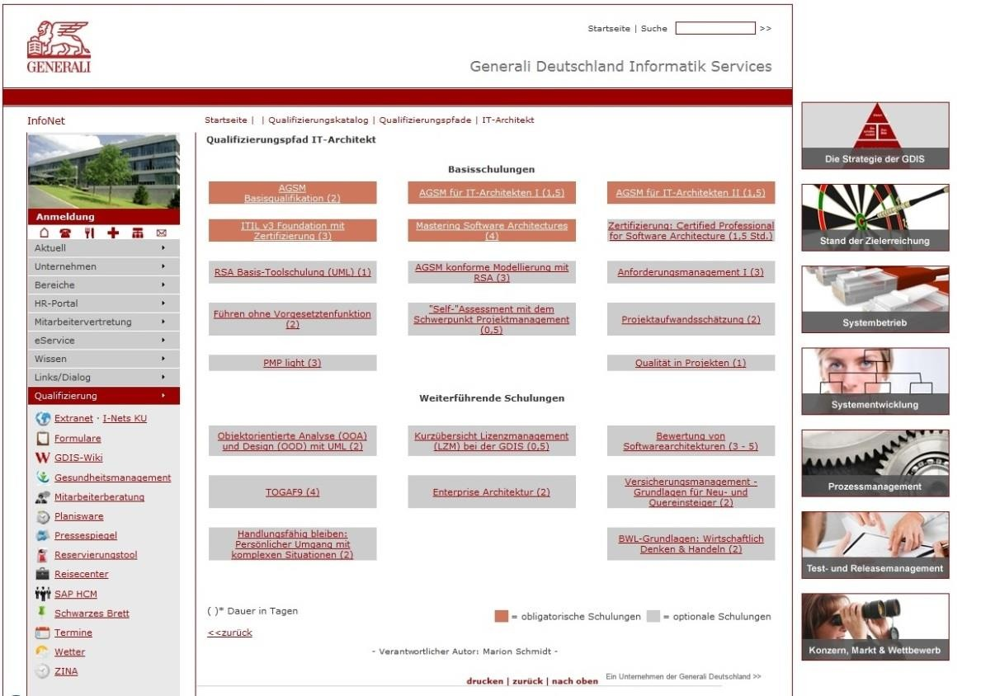 Startseite | Suche >>
GENERALI
Generali Deutschland Informatik Services
InfoNet
Startseite | | Qualifizierungskatalog | Qualifizierungspfade | IT-Architekt
Qualifizierungspfad IT-Architekt
Anmeldung
Aktuell
Unternehmen
Bereiche
HR-Portal
Mitarbeitervertretung
eService
Wissen
Links/Dialog
Qualifizierung
Extranet · I-Nets KU
Formulare
GDIS-Wiki
Gesundheitsmanagement
Mitarbeiterberatung
Planisware
Pressespiegel
Reservierungstool
Reisecenter
SAP HCM
Schwarzes Brett
Termine
Wetter
ZINA
Basisschulungen
AGSM
Basisqualifikation (2)
AGSM für IT-Architekten I (1,5)
AGSM für IT-Architekten II (1,5)
ITIL v3 Foundation mit
Zertifizierung (3)
Mastering Software Architectures
(4)
Zertifizierung: Certified Professional
for Software Architecture (1,5 Std.)
RSA Basis-Toolschulung (UML) (1)
AGSM konforme Modellierung mit
RSA (3)
Anforderungsmanagement I (3)
Führen ohne Vorgesetztenfunktion
(2)
"Self-"Assessment mit dem
Schwerpunkt Projektmanagement
(0,5)
Projektaufwandsschätzung (2)
PMP light (3)
Qualität in Projekten (1)
Weiterführende Schulungen
Objektorientierte Analyse (OOA)
und Design (OOD) mit UML (2)
Kurzübersicht Lizenzmanagement
(LZM) bei der GDIS (0,5)
Bewertung von
Softwarearchitekturen (3 - 5)
TOGAF9 (4)
Enterprise Architektur (2)
Versicherungsmanagement -
Grundlagen für Neu- und
Quereinsteiger (2)
Handlungsfähig bleiben:
Persönlicher Umgang mit
komplexen Situationen (2)
BWL-Grundlagen: Wirtschaftlich
Denken & Handeln (2)
( )* Dauer in Tagen
= obligatorische Schulungen = optionale Schulungen
<<zurück
- Verantwortlicher Autor: Marion Schmidt -
drucken | zurück | nach oben
Ein Unternehmen der Generali Deutschland >>
Die Strategie der GDIS
Stand der Zielerreichung
Systembetrieb
Systementwicklung
Prozessmanagement
Test- und Releasemanagement
Konzern, Markt & Wettbewerb